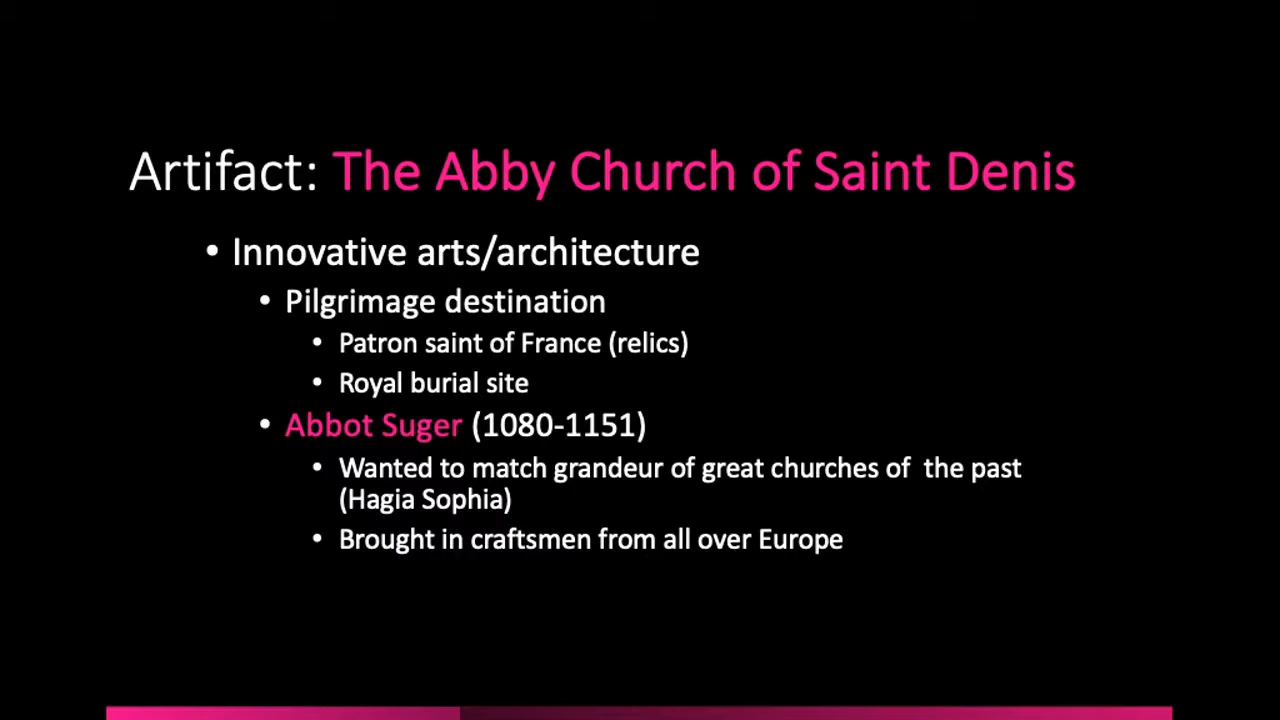 Artifact: The Abby Church of Saint Denis
• Innovative arts/architecture
• Pilgrimage destination
• Patron saint of France (relics)
• Royal burial site
• Abbot Suger (1080-1151)
• Wanted to match grandeur of great churches of  the past
(Hagia Sophia)
• Brought in craftsmen from all over Europe